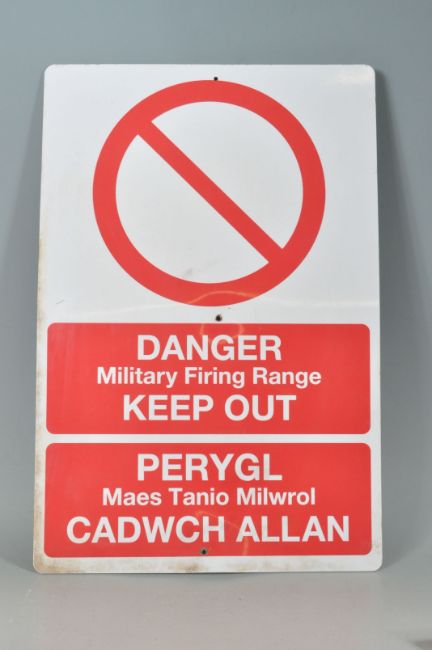 DANGER
Military Firing Range
KEEP OUT
PERYGL
Maes Tanio Milwrol
CADWCH ALLAN